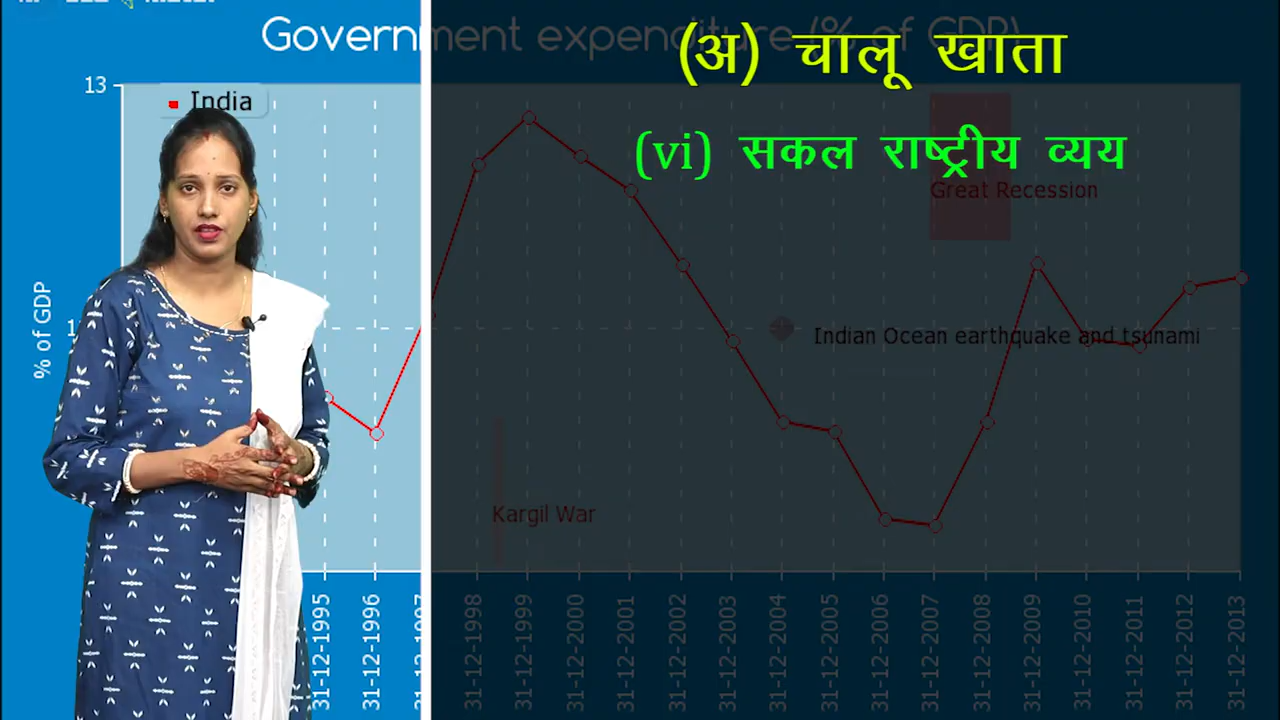 Government expenditure (% of GDP)
(अ) चालू खाता
(vi) सकल राष्ट्रीय व्यय
13
India
Great Recession
Indian Ocean earthquake and tsunami
% of GDP
Kargil War
31-12-1995
31-12-1996
31-12-1998
31-12-1999
31-12-2000
31-12-2001
31-12-2002
31-12-2003
31-12-2004
31-12-2005
31-12-2006
31-12-2007
31-12-2008
31-12-2009
31-12-2010
31-12-2011
31-12-2012
31-12-2013